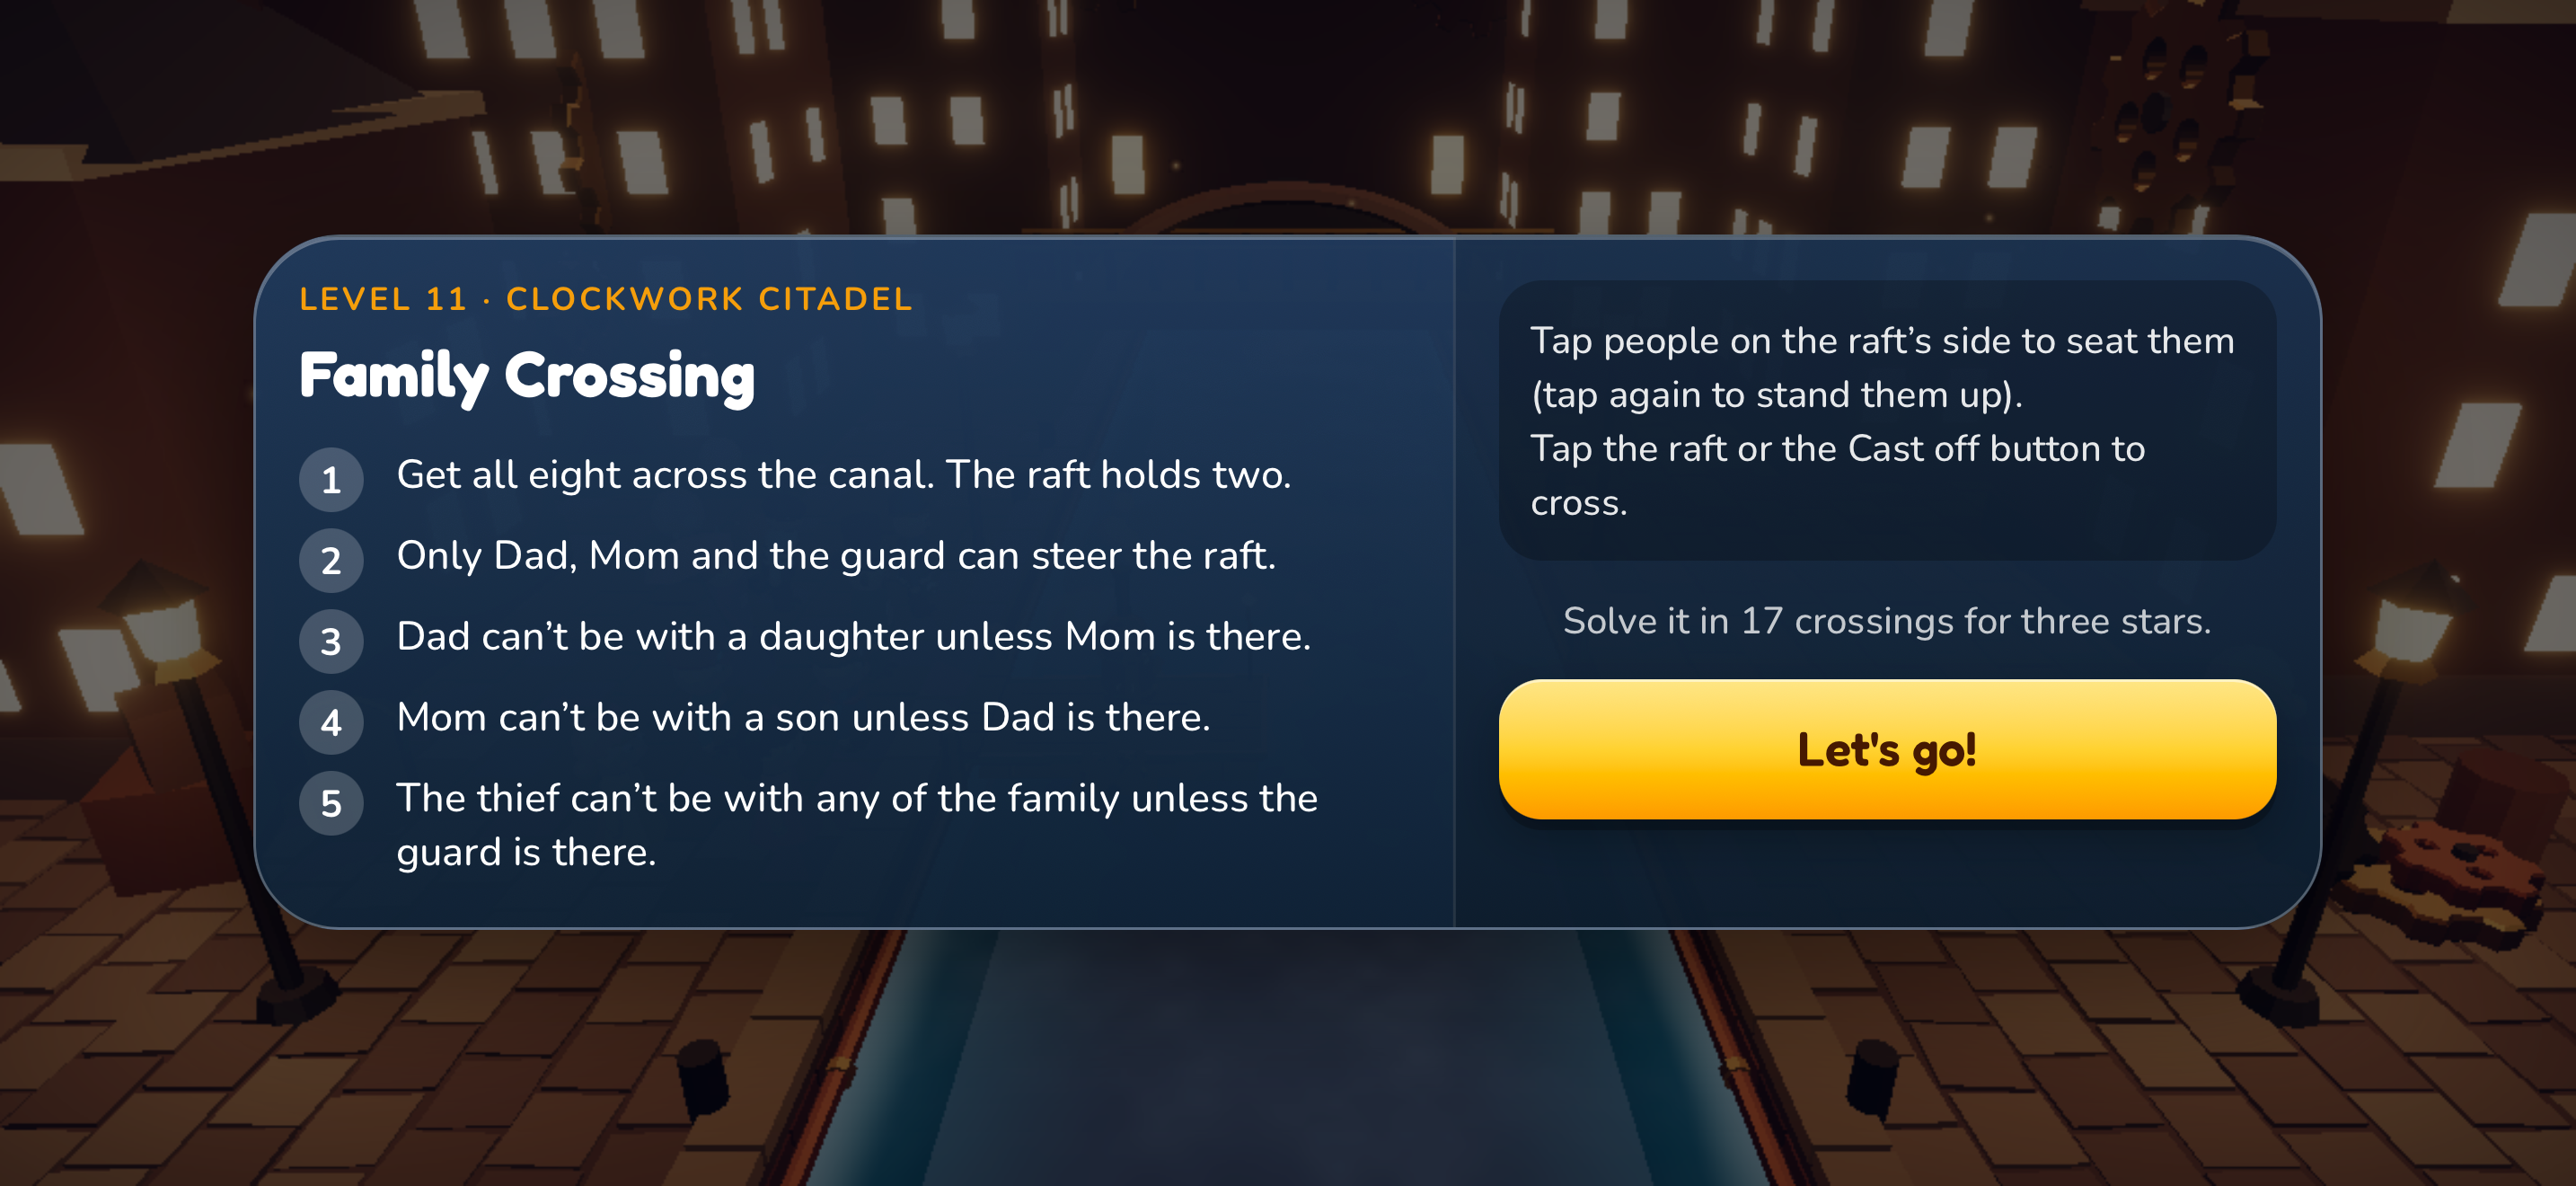 LEVEL 11 · CLOCKWORK CITADEL
Family Crossing
1 Get all eight across the canal. The raft holds two.
2 Only Dad, Mom and the guard can steer the raft.
3 Dad can’t be with a daughter unless Mom is there.
4 Mom can’t be with a son unless Dad is there.
5 The thief can’t be with any of the family unless the
guard is there.
Tap people on the raft’s side to seat them
(tap again to stand them up).
Tap the raft or the Cast off button to
cross.
Solve it in 17 crossings for three stars.
Let's go!